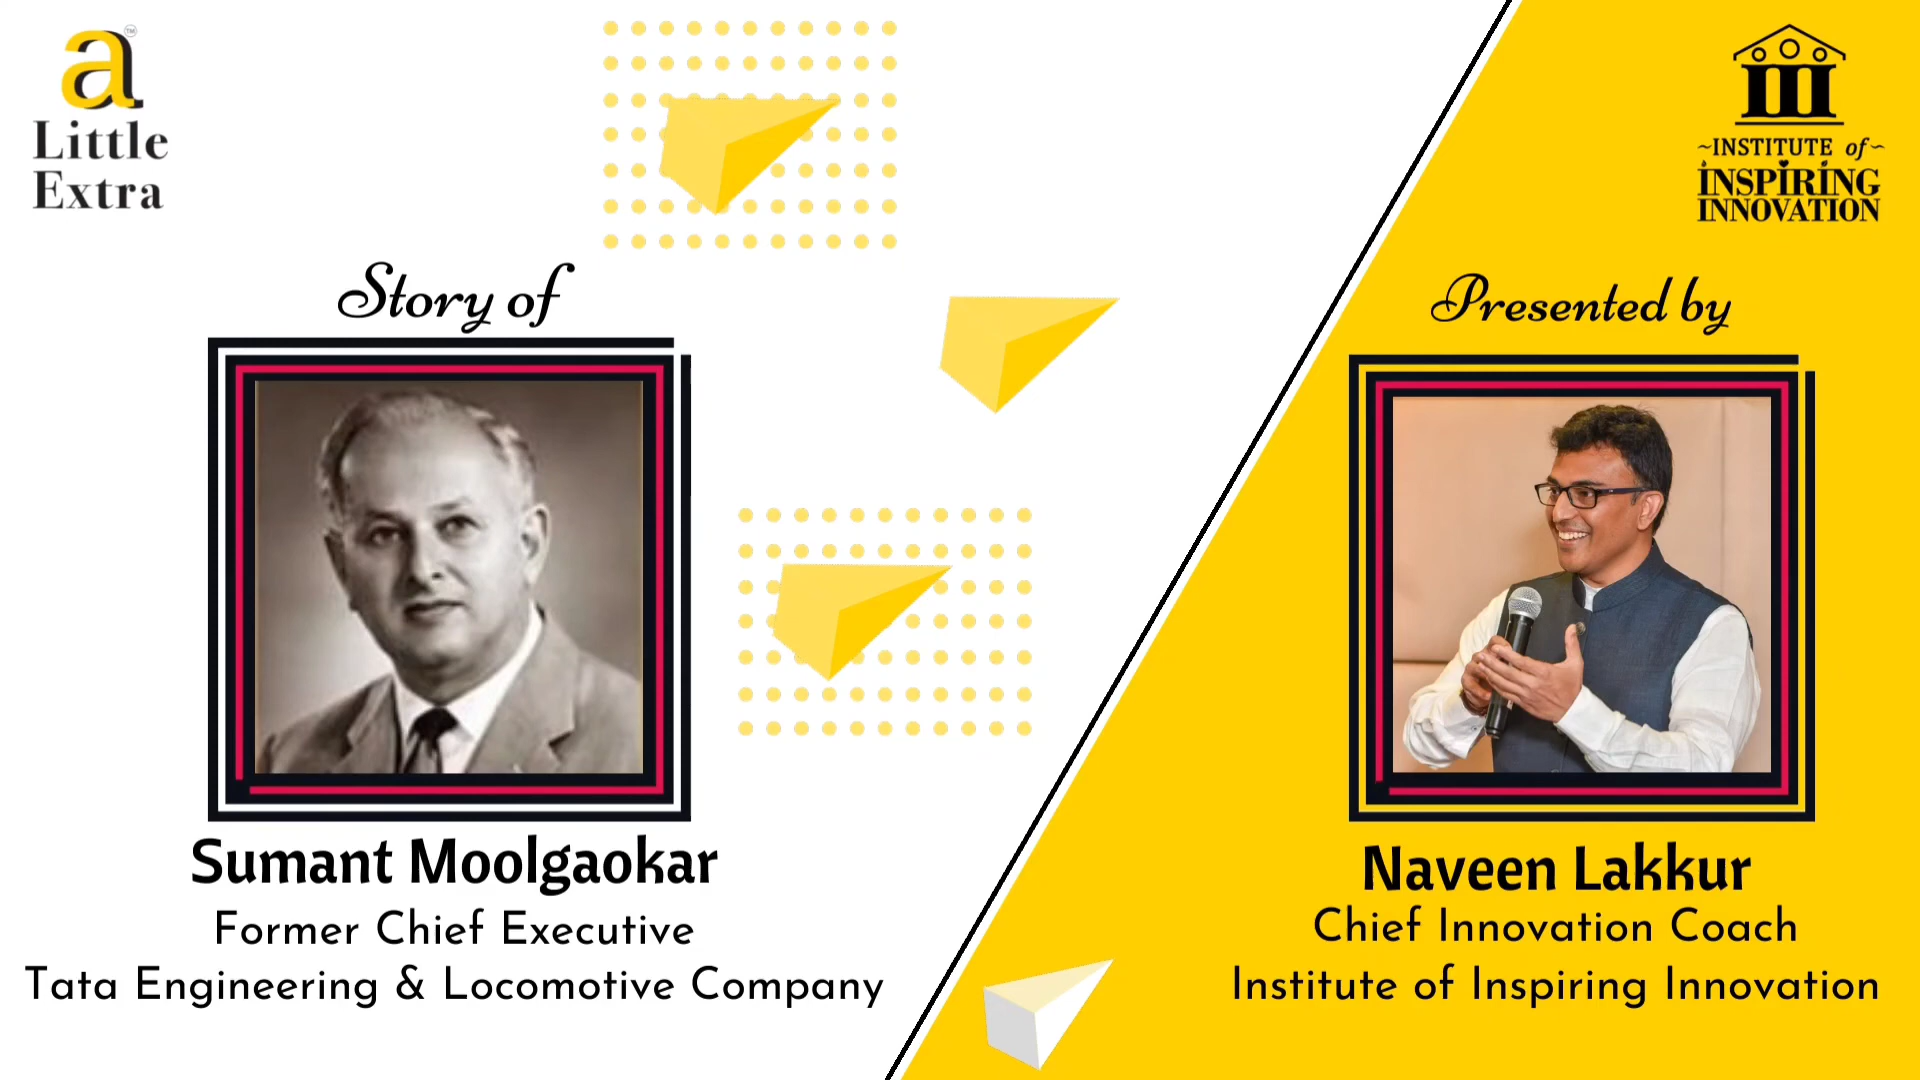 a™
Little
Extra
Story of
Sumant Moolgaokar
Former Chief Executive
Tata Engineering & Locomotive Company
~INSTITUTE of~
INSPIRING
INNOVATION
Presented by
Naveen Lakkur
Chief Innovation Coach
Institute of Inspiring Innovation